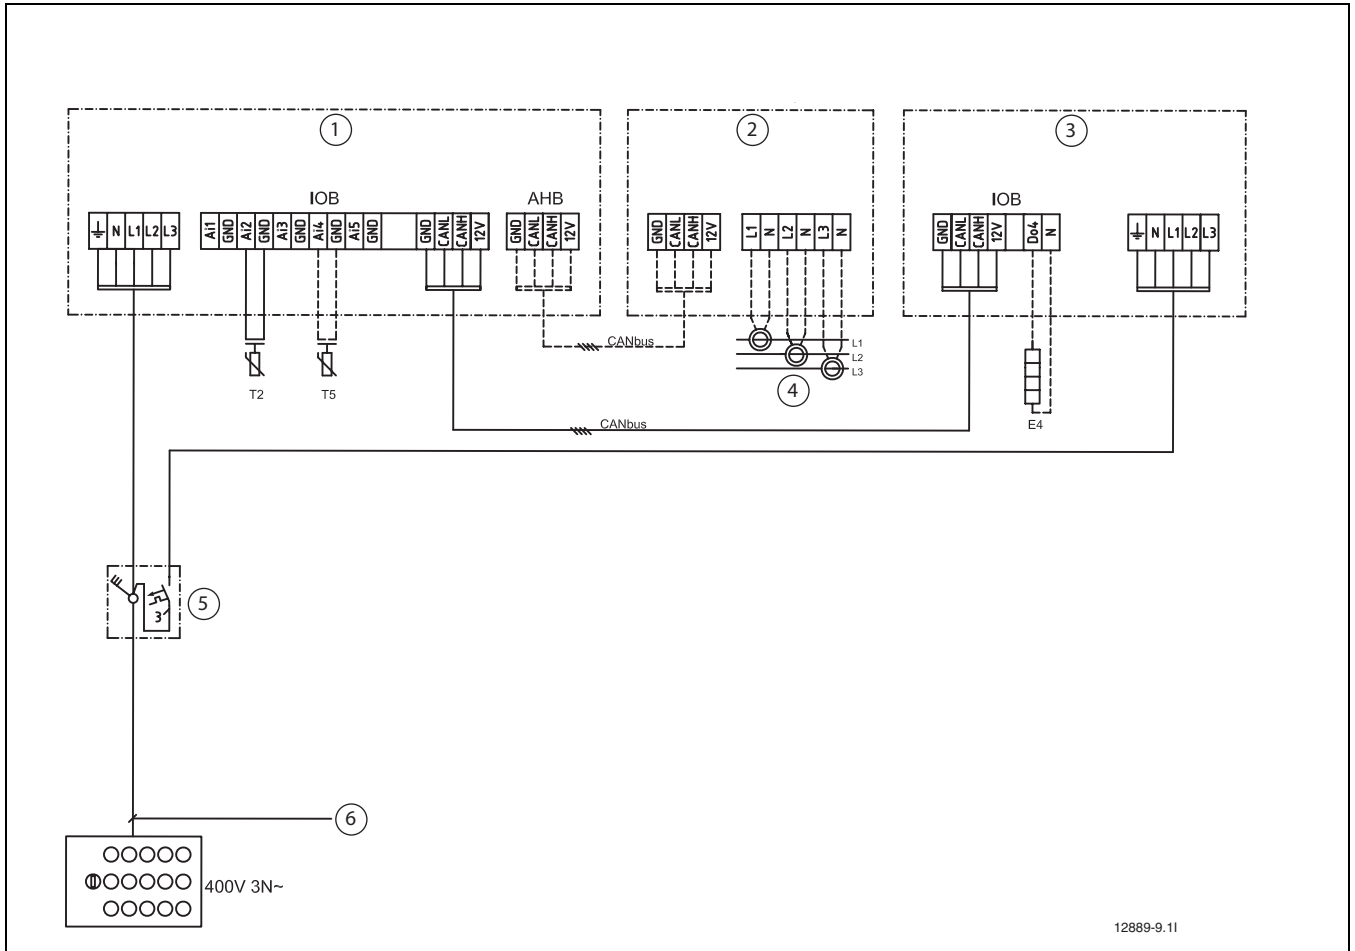 1
2
3
IOB
AHB
IOB
N L1 L2 L3
Ai1 GND Ai2 GND Ai3 GND Ai4 GND Ai5 GND
GND CANL CANH 12V
GND CANL CANH 12V
GND CANL CANH 12V
L1 N L2 N L3 N
GND CANL CANH 12V
Do4 N
N L1 L2 L3
CANbus
L1
L2
L3
T2
T5
4
CANbus
E4
5
3
6
400V 3N~
12889-9.1I